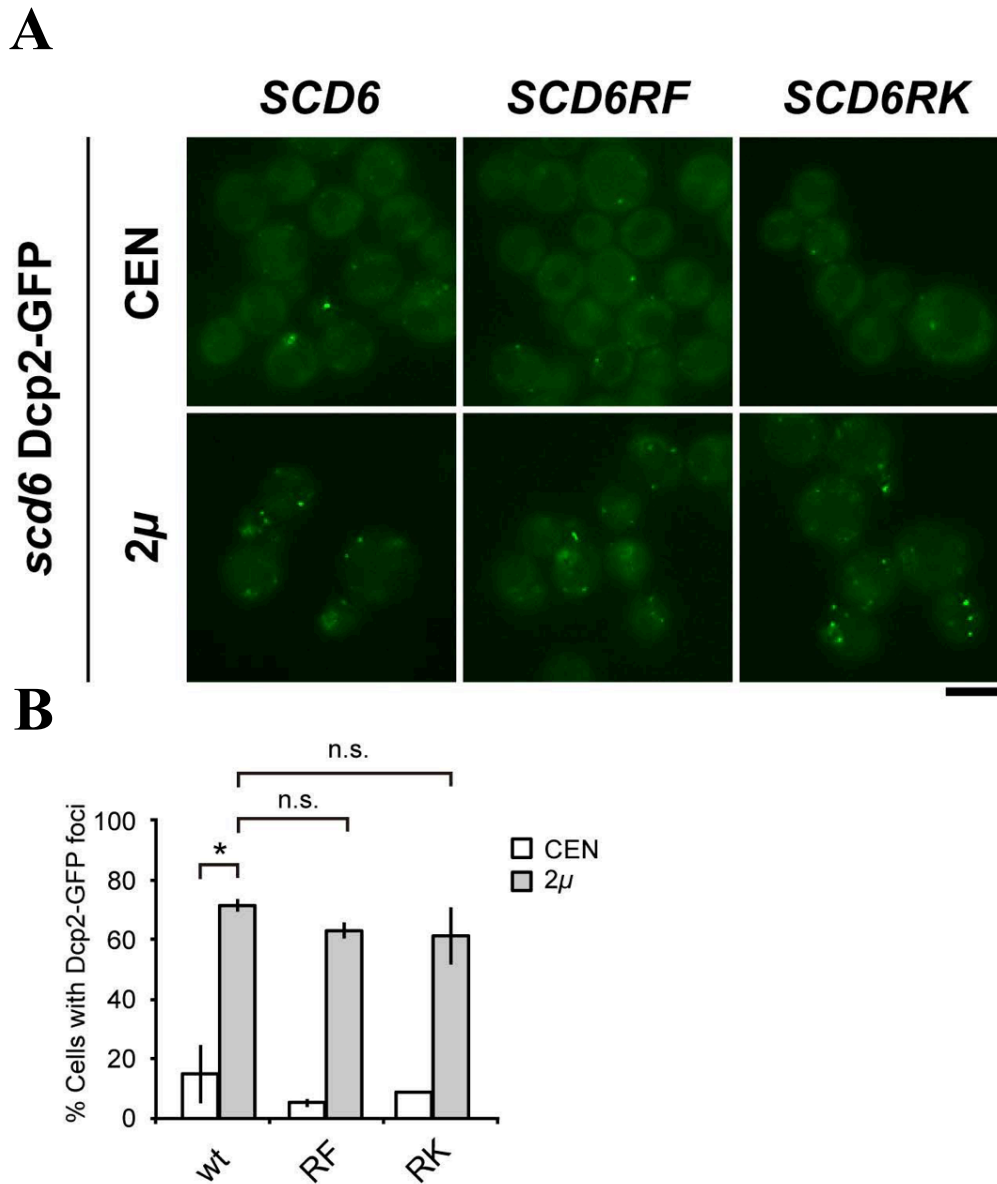 A
SCD6 SCD6RF SCD6RK
scd6 Dcp2-GFP
CEN
2µ
B
n.s.
n.s.
*
% Cells with Dcp2-GFP foci
100
80
60
40
20
0
wt RF RK
CEN
2µ